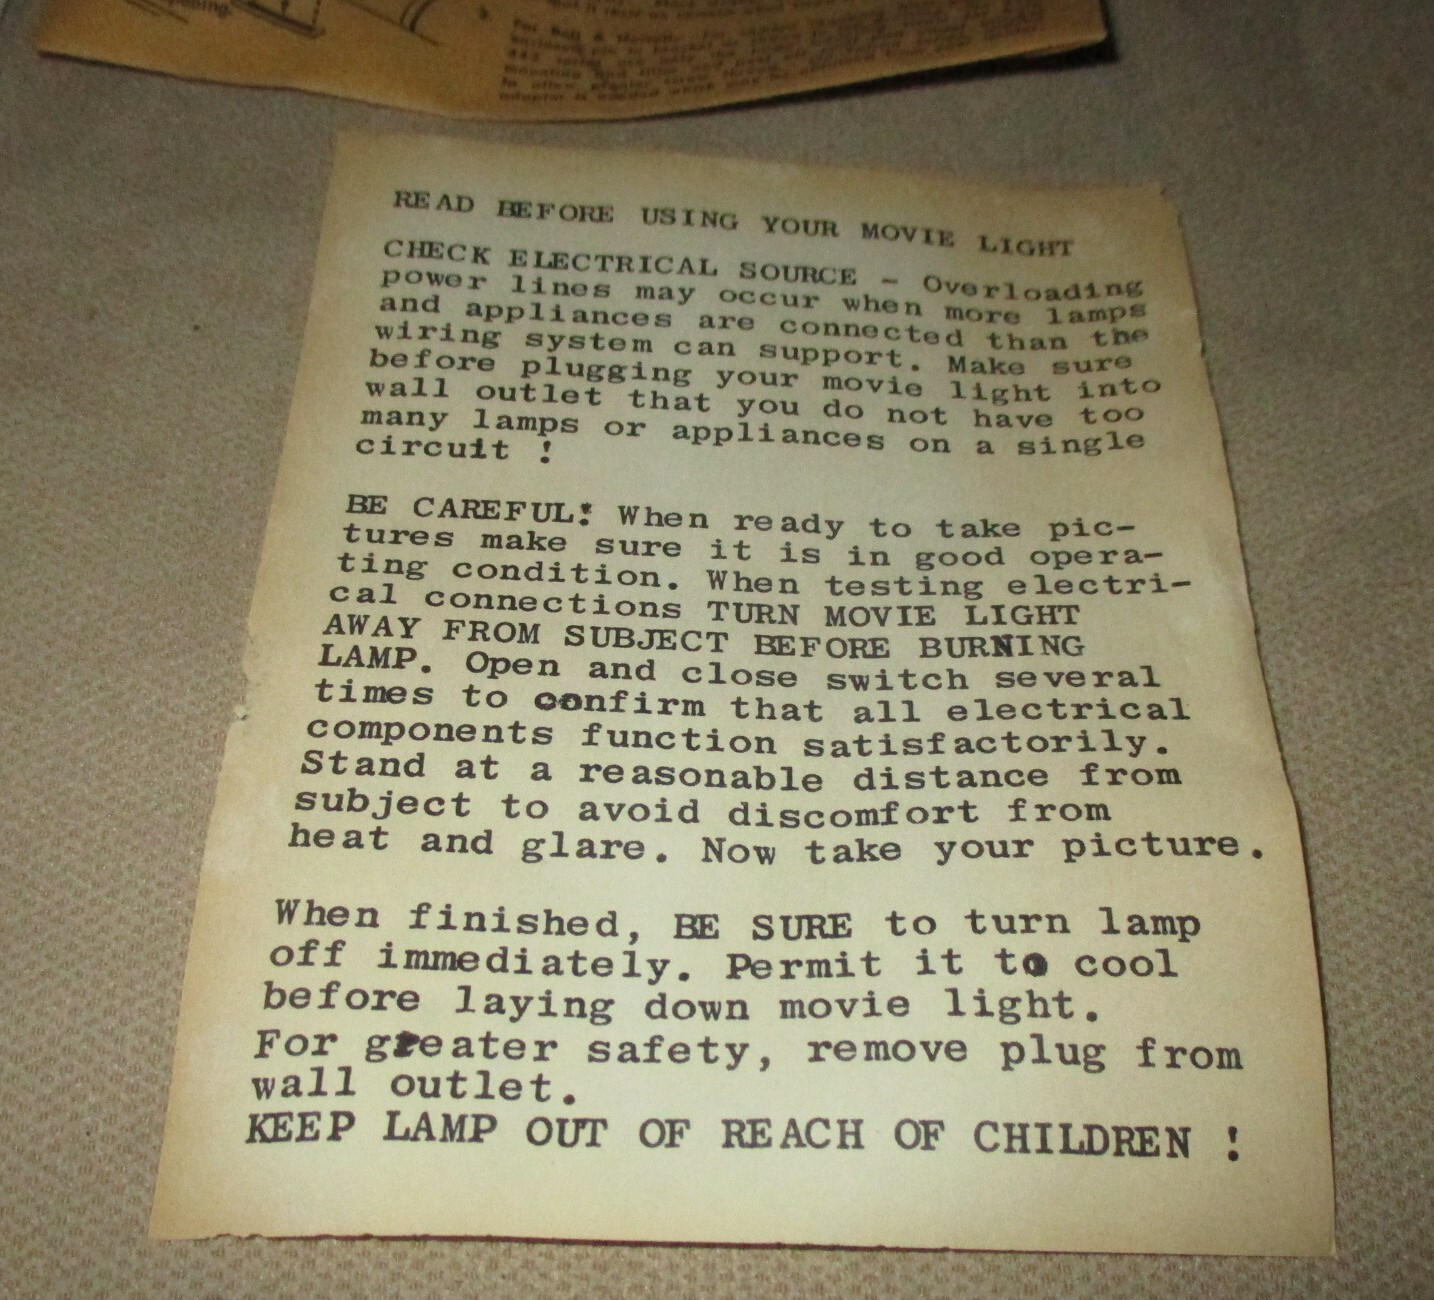 For Bell & Howell
READ BEFORE USING YOUR MOVIE LIGHT
CHECK ELECTRICAL SOURCE - Overloading
power lines may occur when more lamps
and appliances are connected than the
wiring system can support. Make sure
before plugging your movie light into
wall outlet that you do not have too
many lamps or appliances on a single
circuit !
BE CAREFUL! When ready to take pic-
tures make sure it is in good opera-
ting condition. When testing electri-
cal connections TURN MOVIE LIGHT
AWAY FROM SUBJECT BEFORE BURNING
LAMP. Open and close switch several
times to confirm that all electrical
components function satisfactorily.
Stand at a reasonable distance from
subject to avoid discomfort from
heat and glare. Now take your picture.
When finished, BE SURE to turn lamp
off immediately. Permit it to cool
before laying down movie light.
For greater safety, remove plug from
wall outlet.
KEEP LAMP OUT OF REACH OF CHILDREN !